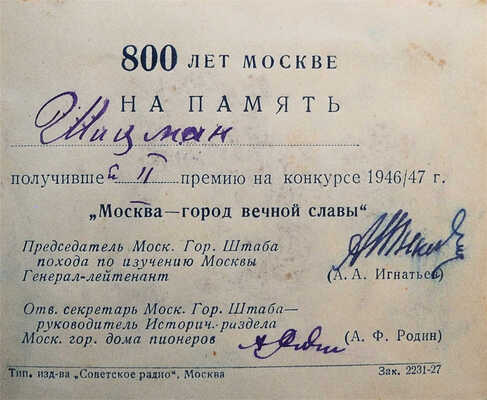 800 ЛЕТ МОСКВЕ
НА ПАМЯТЬ
Шицман
получивше й II премию на конкурсе 1946/47 г.
„Москва—город вечной славы"
Председатель Моск. Гор. Штаба
похода по изучению Москвы
Генерал-лейтенант (А. А. Игнатьев)
Отв. секретарь Моск. Гор. Штаба—
руководитель Историч. раздела
Моск. гор. дома пионеров (А. Ф. Родин)
Тип. изд-ва „Советское радио", Москва Зак. 2231-27